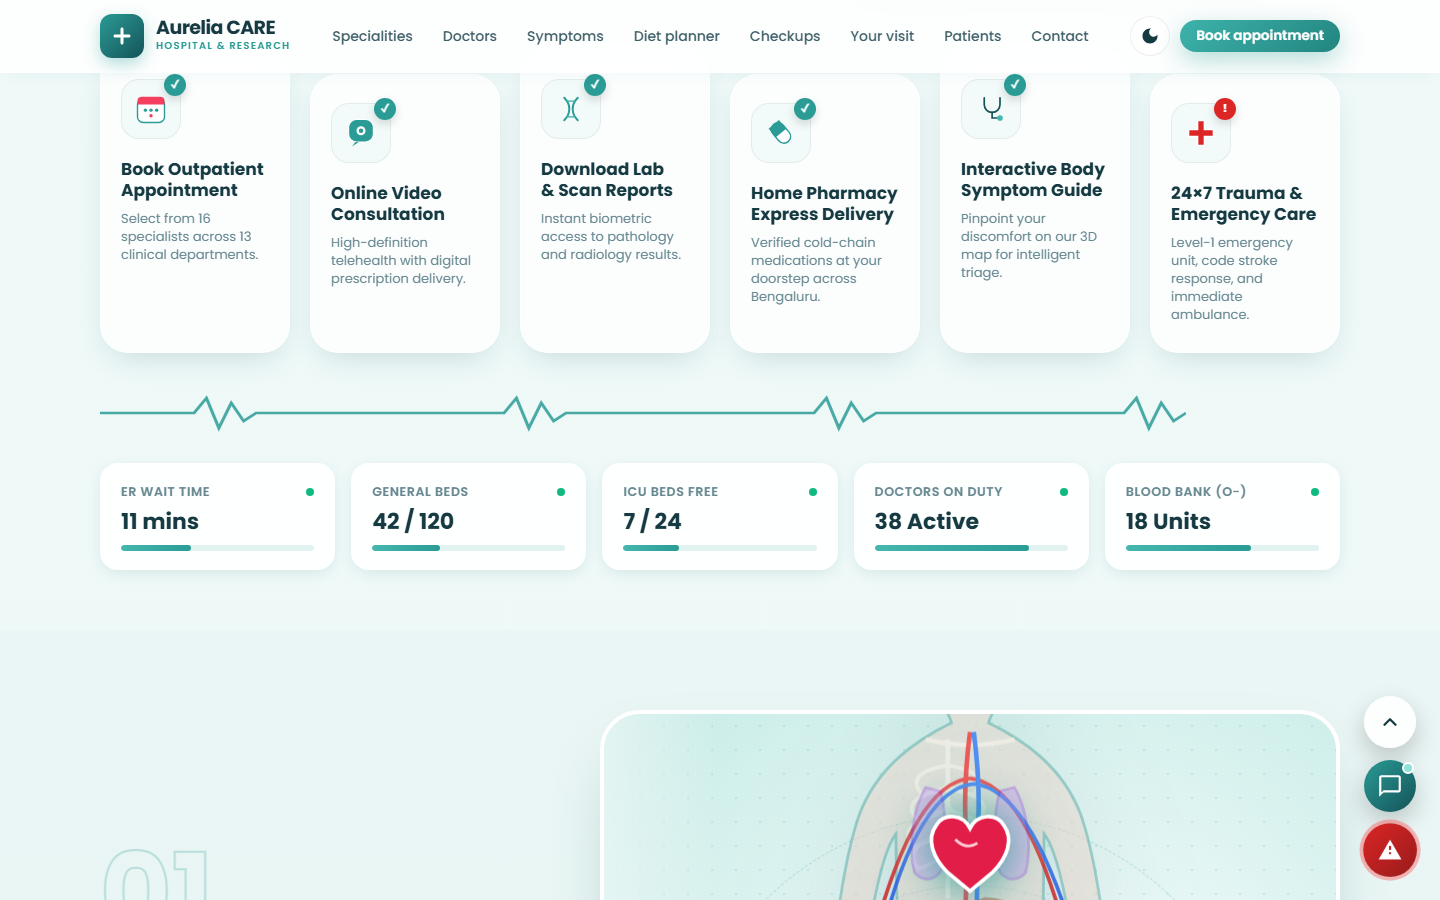 Aurelia CARE
HOSPITAL & RESEARCH
Specialities
Doctors
Symptoms
Diet planner
Checkups
Your visit
Patients
Contact
Book appointment
Book Outpatient
Appointment
Select from 16
specialists across 13
clinical departments.
Online Video
Consultation
High-definition
telehealth with digital
prescription delivery.
Download Lab
& Scan Reports
Instant biometric
access to pathology
and radiology results.
Home Pharmacy
Express Delivery
Verified cold-chain
medications at your
doorstep across
Bengaluru.
Interactive Body
Symptom Guide
Pinpoint your
discomfort on our 3D
map for intelligent
triage.
!
24×7 Trauma &
Emergency Care
Level-1 emergency
unit, code stroke
response, and
immediate
ambulance.
ER WAIT TIME
11 mins
GENERAL BEDS
42 / 120
ICU BEDS FREE
7 / 24
DOCTORS ON DUTY
38 Active
BLOOD BANK (O-)
18 Units
01